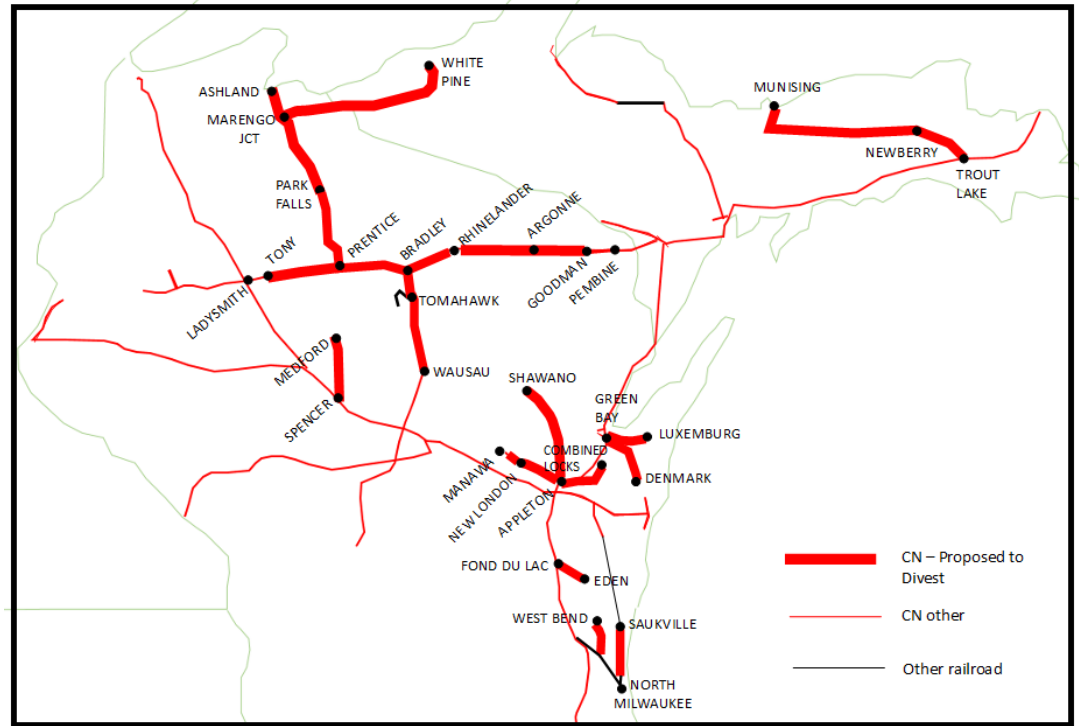 WHITE
PINE
ASHLAND
MARENGO
JCT
MUNISING
NEWBERRY
TROUT
LAKE
PARK
FALLS
TONY
PRENTICE
BRADLEY
RHINELANDER
ARGONNE
GOODMAN
PEMBINE
LADYSMITH
TOMAHAWK
MEDFORD
WAUSAU
SPENCER
SHAWANO
GREEN
BAY
LUXEMBURG
COMBINED
LOCKS
MANAWA
NEW LONDON
APPLETON
DENMARK
FOND DU LAC
EDEN
WEST BEND
SAUKVILLE
NORTH
MILWAUKEE
CN – Proposed to
Divest
CN other
Other railroad